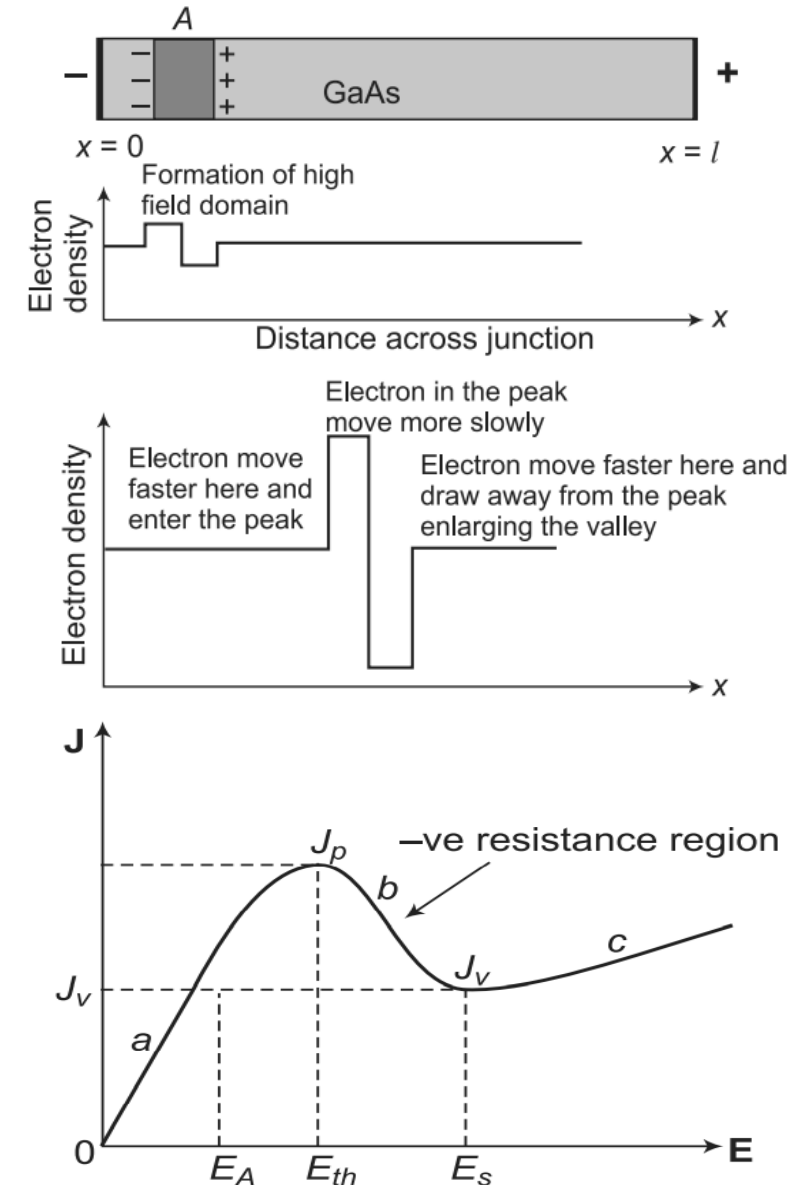 A
– – +
– – + GaAs +
– +
x = 0
x = l
Formation of high
field domain
Electron
density
x
Distance across junction
Electron in the peak
move more slowly
Electron move
faster here and
enter the peak
Electron move faster here and
draw away from the peak
enlarging the valley
Electron density
x
J
J_p
–ve resistance region
b
c
J_v
J_v
a
0
E
E_A
E_th
E_s